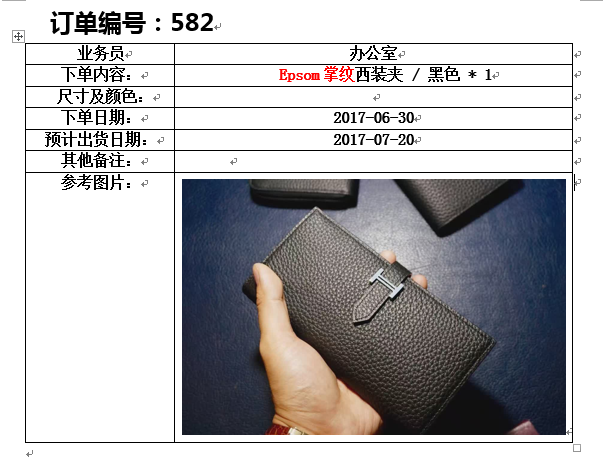 订单编号：582
业务员 办公室
下单内容： Epsom掌纹西装夹 / 黑色 * 1
尺寸及颜色：
下单日期： 2017-06-30
预计出货日期： 2017-07-20
其他备注：
参考图片：